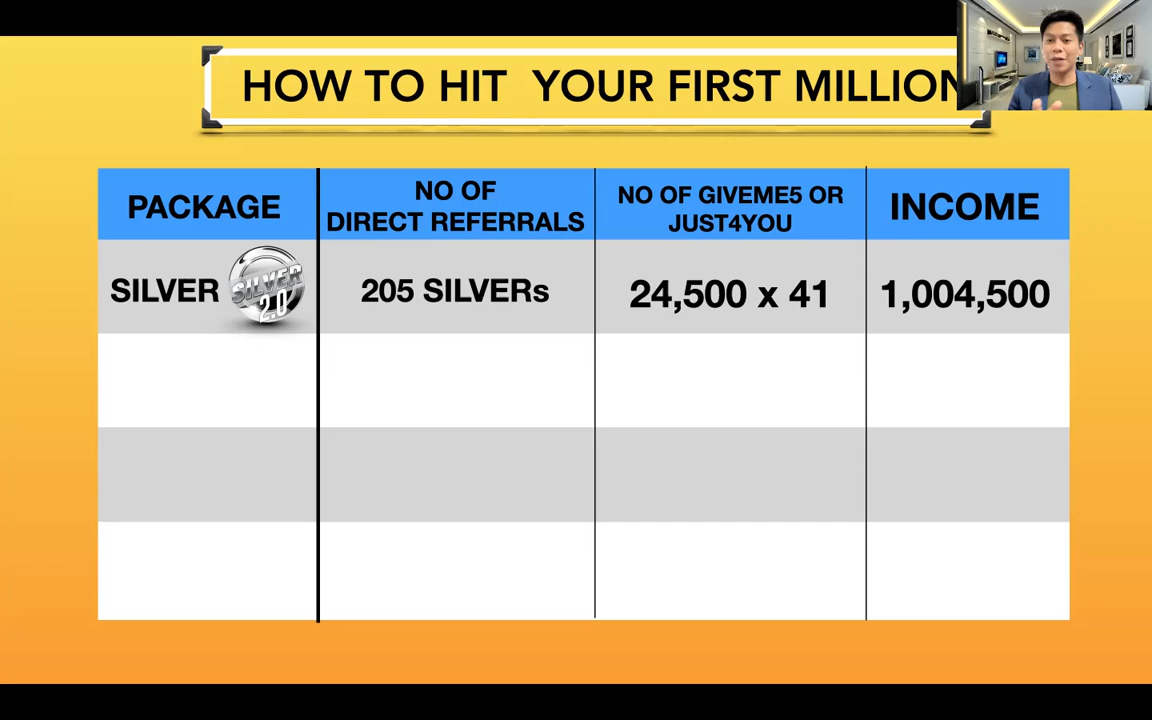 HOW TO HIT YOUR FIRST MILLION
PACKAGE
NO OF
DIRECT REFERRALS
NO OF GIVEME5 OR
JUST4YOU
INCOME
SILVER
SILVER
2.0
205 SILVERs
24,500 x 41
1,004,500